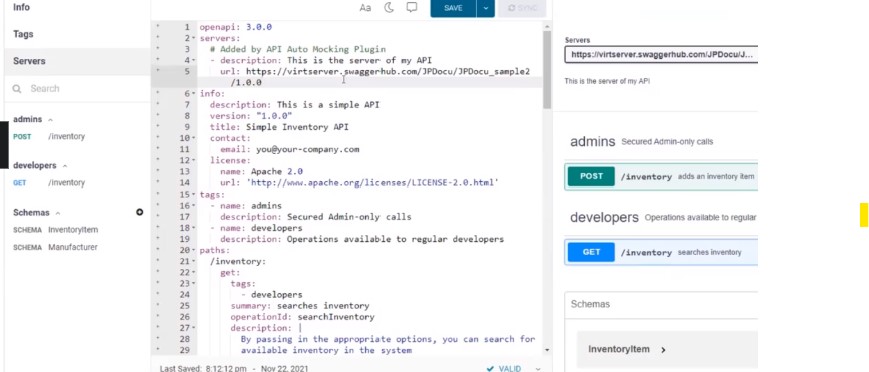 Info
Tags
Servers
Search
admins
POST /inventory
developers
GET /inventory
Schemas
SCHEMA InventoryItem
SCHEMA Manufacturer
Aa
SAVE
SYNC
1 openapi: 3.0.0
2 servers:
3 # Added by API Auto Mocking Plugin
4 - description: This is the server of my API
5 url: https://virtserver.swaggerhub.com/JPDocu/JPDocu_sample2
/1.0.0
6 info:
7 description: This is a simple API
8 version: "1.0.0"
9 title: Simple Inventory API
10 contact:
11 email: you@your-company.com
12 license:
13 name: Apache 2.0
14 url: 'http://www.apache.org/licenses/LICENSE-2.0.html'
15 tags:
16 - name: admins
17 description: Secured Admin-only calls
18 - name: developers
19 description: Operations available to regular developers
20 paths:
21 /inventory:
22 get:
23 tags:
24 - developers
25 summary: searches inventory
26 operationId: searchInventory
27 description: |
28 By passing in the appropriate options, you can search for
29 available inventory in the system
Last Saved: 8:12:12 pm - Nov 22, 2021
VALID
Servers
https://virtserver.swaggerhub.com/JPDocu/J...
This is the server of my API
admins Secured Admin-only calls
POST /inventory adds an inventory item
developers Operations available to regular
GET /inventory searches inventory
Schemas
InventoryItem